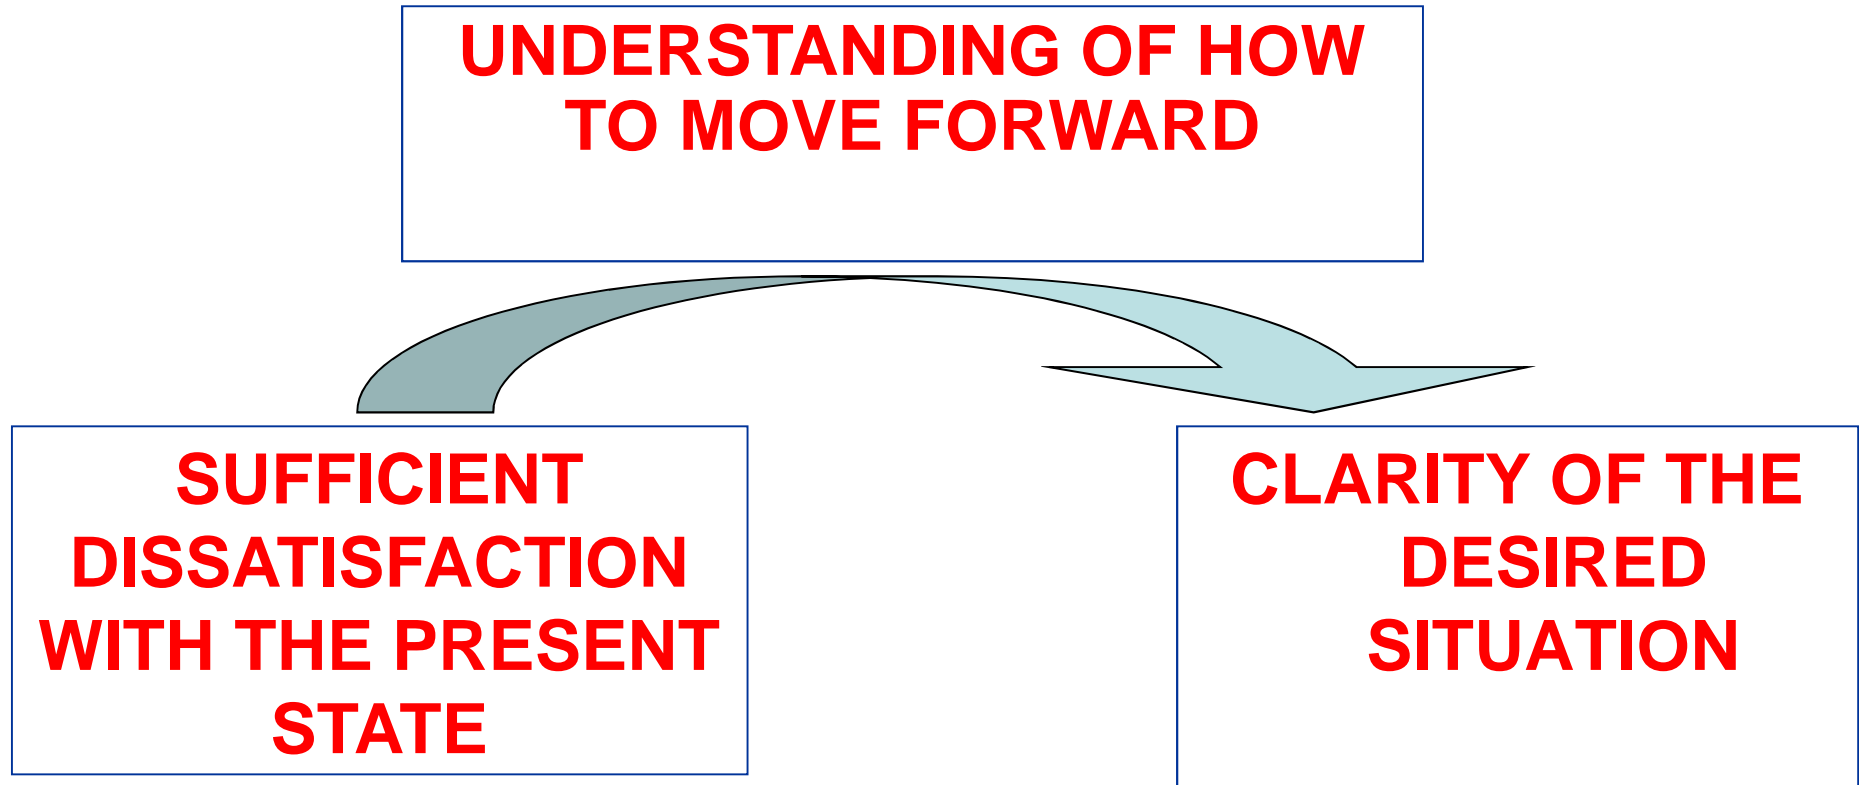 UNDERSTANDING OF HOW
TO MOVE FORWARD
SUFFICIENT
DISSATISFACTION
WITH THE PRESENT
STATE
CLARITY OF THE
DESIRED
SITUATION